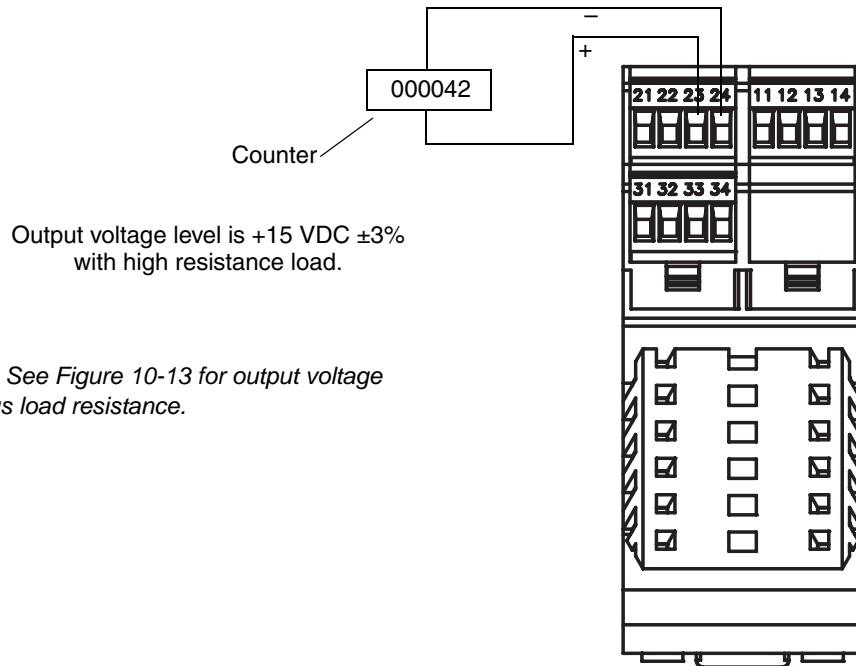 –
+
000042
21 22 23 24
11 12 13 14
Counter
31 32 33 34
Output voltage level is +15 VDC ±3%
with high resistance load.
See Figure 10-13 for output voltage
load resistance.